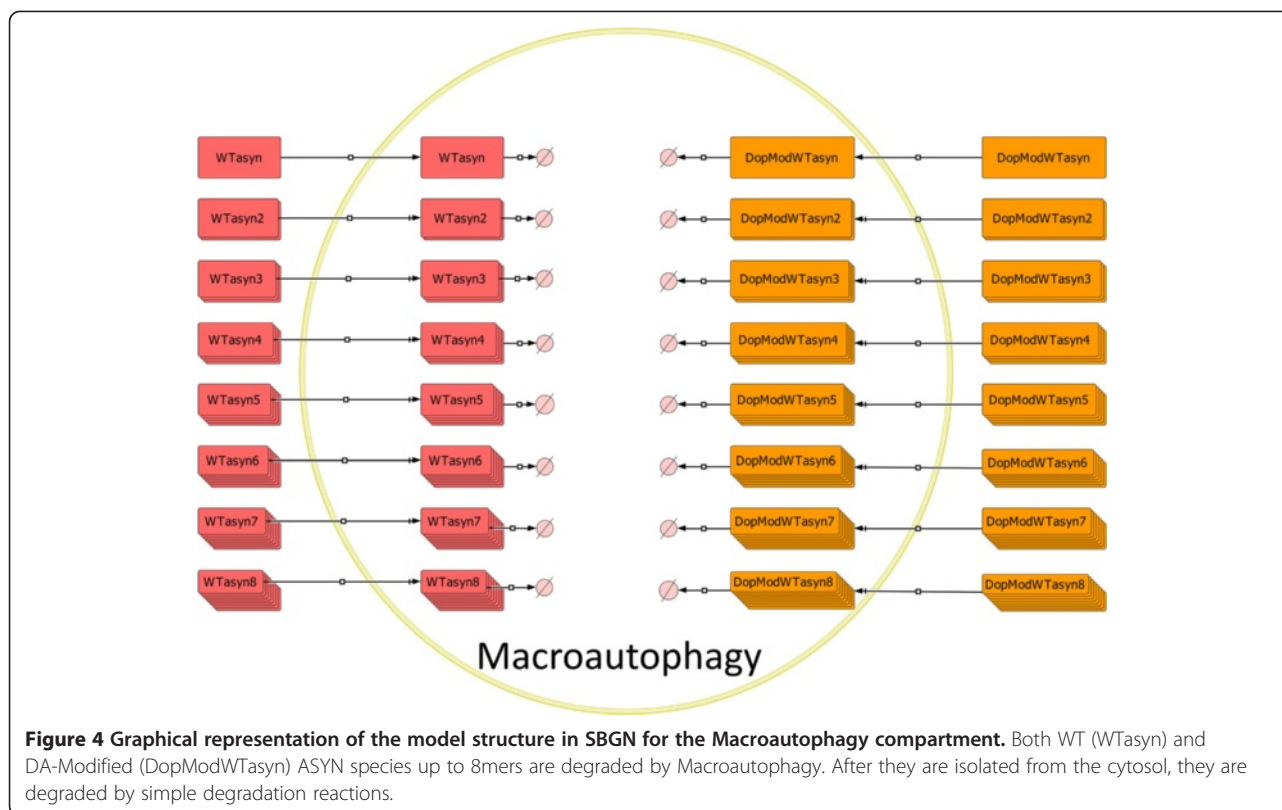 WTasyn WTasyn DopModWTasyn DopModWTasyn
WTasyn2 WTasyn2 DopModWTasyn2 DopModWTasyn2
WTasyn3 WTasyn3 DopModWTasyn3 DopModWTasyn3
WTasyn4 WTasyn4 DopModWTasyn4 DopModWTasyn4
WTasyn5 WTasyn5 DopModWTasyn5 DopModWTasyn5
WTasyn6 WTasyn6 DopModWTasyn6 DopModWTasyn6
WTasyn7 WTasyn7 DopModWTasyn7 DopModWTasyn7
WTasyn8 WTasyn8 DopModWTasyn8 DopModWTasyn8
Macroautophagy
Figure 4 Graphical representation of the model structure in SBGN for the Macroautophagy compartment. Both WT (WTasyn) and
DA-Modified (DopModWTasyn) ASYN species up to 8mers are degraded by Macroautophagy. After they are isolated from the cytosol, they are
degraded by simple degradation reactions.